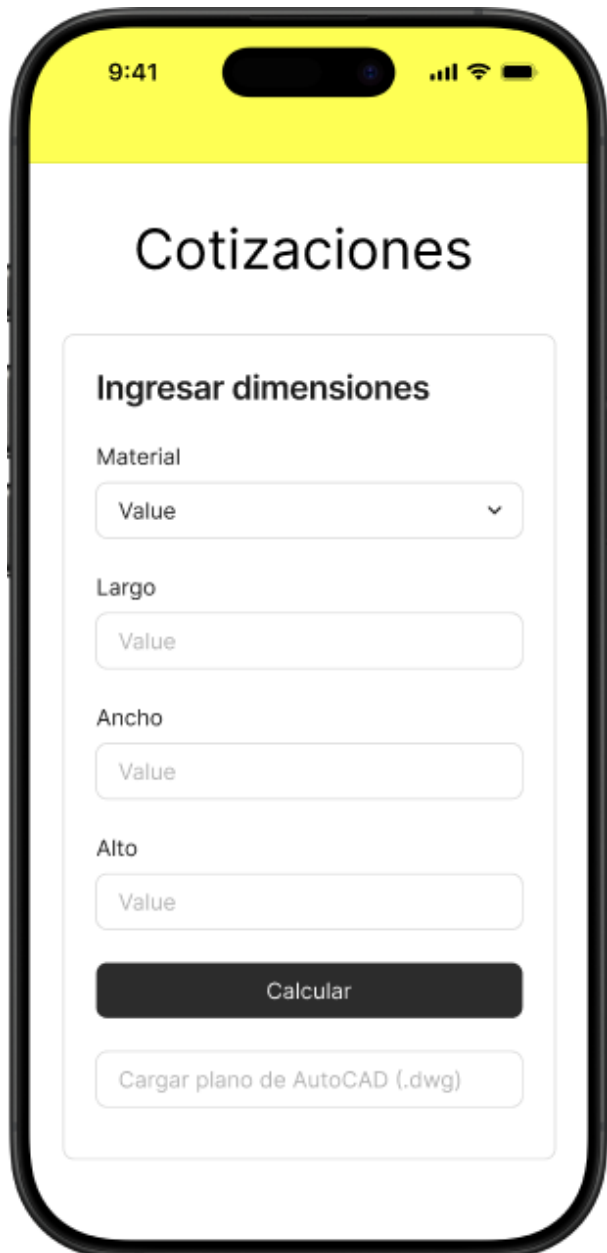 9:41
Cotizaciones
Ingresar dimensiones
Material
Value
Largo
Value
Ancho
Value
Alto
Value
Calcular
Cargar plano de AutoCAD (.dwg)